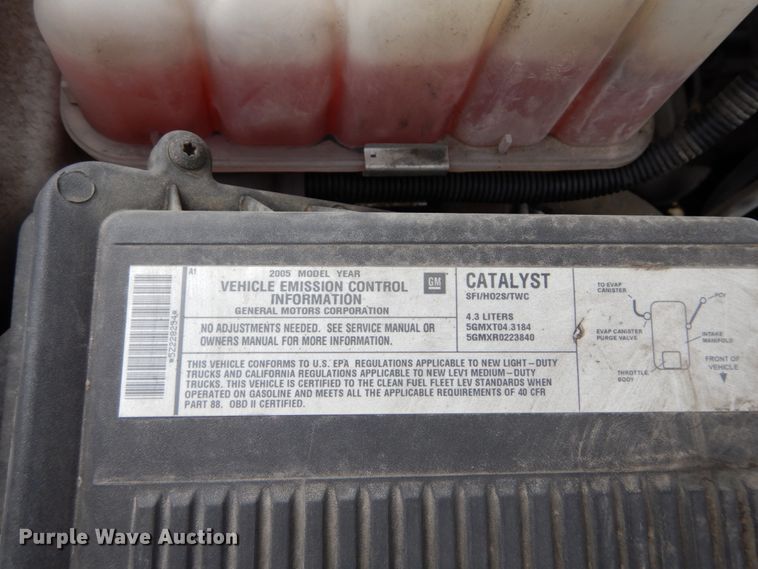 A1
2005 MODEL YEAR
VEHICLE EMISSION CONTROL
INFORMATION
GENERAL MOTORS CORPORATION
GM
NO ADJUSTMENTS NEEDED. SEE SERVICE MANUAL OR
OWNERS MANUAL FOR MORE INFORMATION.
CATALYST
SFI/HO2S/TWC
4.3 LITERS
5GMXT04.3184
5GMXR0223840
THIS VEHICLE CONFORMS TO U.S. EPA REGULATIONS APPLICABLE TO NEW LIGHT-DUTY
TRUCKS AND CALIFORNIA REGULATIONS APPLICABLE TO NEW LEV1 MEDIUM-DUTY
TRUCKS. THIS VEHICLE IS CERTIFIED TO THE CLEAN FUEL FLEET LEV STANDARDS WHEN
OPERATED ON GASOLINE AND MEETS ALL THE APPLICABLE REQUIREMENTS OF 40 CFR
PART 88. OBD II CERTIFIED.
TO EVAP
CANISTER
PCV
EVAP CANISTER
PURGE VALVE
INTAKE
MANIFOLD
THROTTLE
BODY
FRONT OF
VEHICLE
Purple Wave Auction